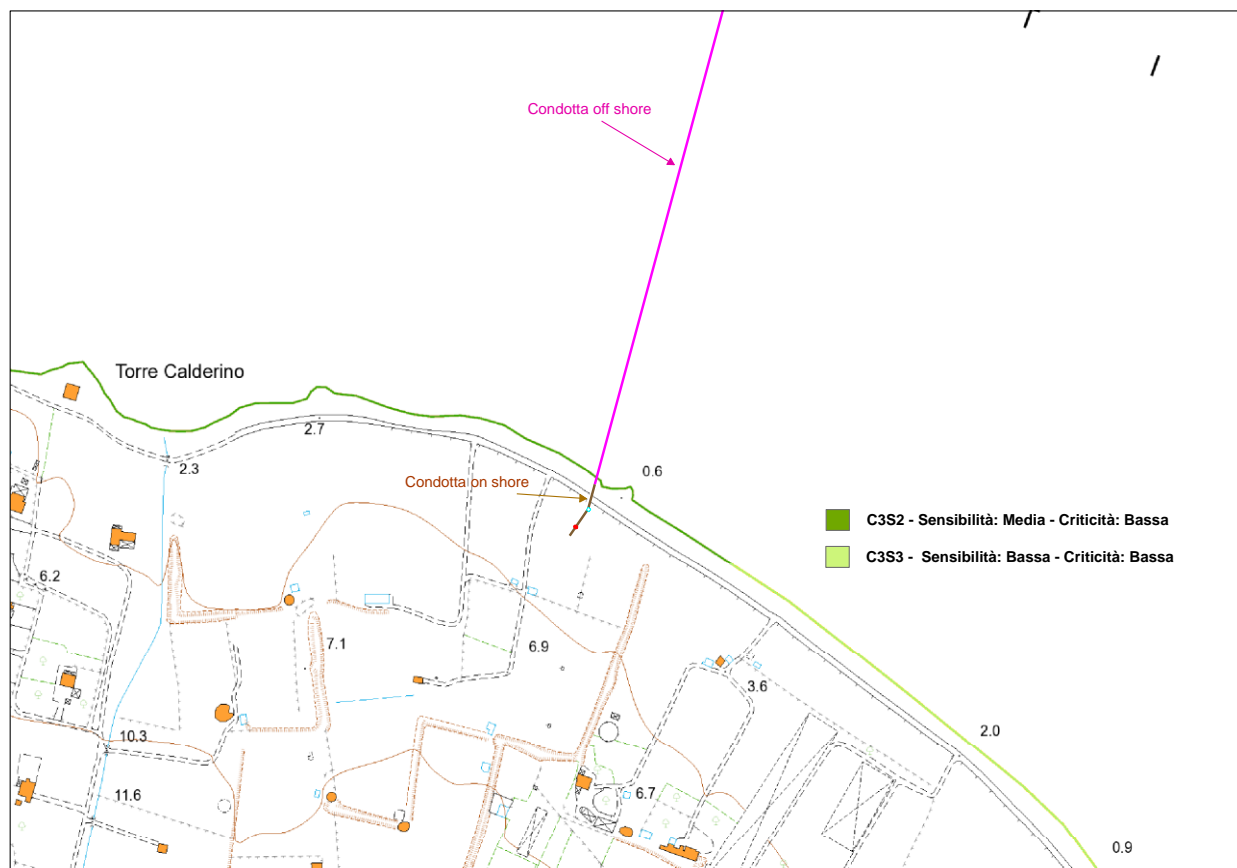 Condotta off shore
Torre Calderino
2.7
2.3
0.6
Condotta on shore
C3S2 - Sensibilità: Media - Criticità: Bassa
C3S3 - Sensibilità: Bassa - Criticità: Bassa
6.2
7.1
6.9
3.6
2.0
10.3
11.6
6.7
0.9